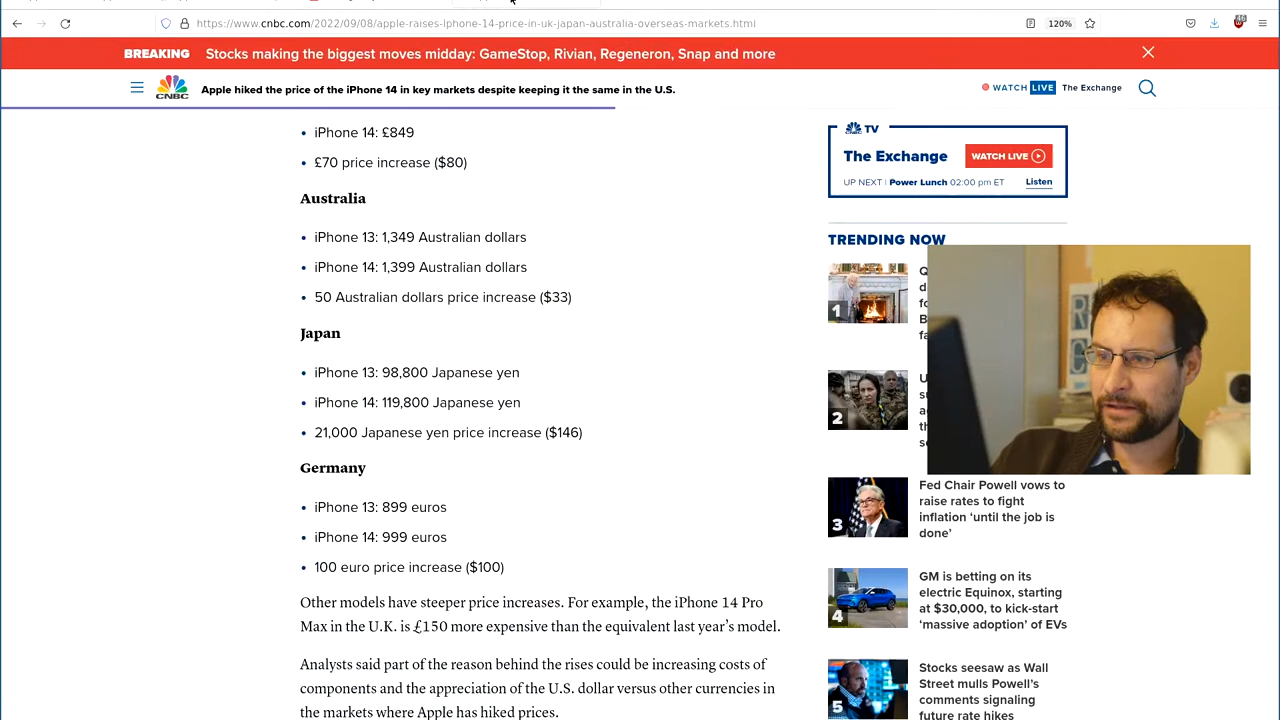 https://www.cnbc.com/2022/09/08/apple-raises-iphone-14-price-in-uk-japan-australia-overseas-markets.html
120%
BREAKING Stocks making the biggest moves midday: GameStop, Rivian, Regeneron, Snap and more
CNBC
Apple hiked the price of the iPhone 14 in key markets despite keeping it the same in the U.S.
WATCH LIVE The Exchange
• iPhone 14: £849
• £70 price increase ($80)
Australia
• iPhone 13: 1,349 Australian dollars
• iPhone 14: 1,399 Australian dollars
• 50 Australian dollars price increase ($33)
Japan
• iPhone 13: 98,800 Japanese yen
• iPhone 14: 119,800 Japanese yen
• 21,000 Japanese yen price increase ($146)
Germany
• iPhone 13: 899 euros
• iPhone 14: 999 euros
• 100 euro price increase ($100)
Other models have steeper price increases. For example, the iPhone 14 Pro
Max in the U.K. is £150 more expensive than the equivalent last year's model.
Analysts said part of the reason behind the rises could be increasing costs of
components and the appreciation of the U.S. dollar versus other currencies in
the markets where Apple has hiked prices.
TV
The Exchange
WATCH LIVE
UP NEXT | Power Lunch 02:00 pm ET
Listen
TRENDING NOW
1
2
3
Fed Chair Powell vows to
raise rates to fight
inflation 'until the job is
done'
4
GM is betting on its
electric Equinox, starting
at $30,000, to kick-start
'massive adoption' of EVs
5
Stocks seesaw as Wall
Street mulls Powell's
comments signaling
future rate hikes